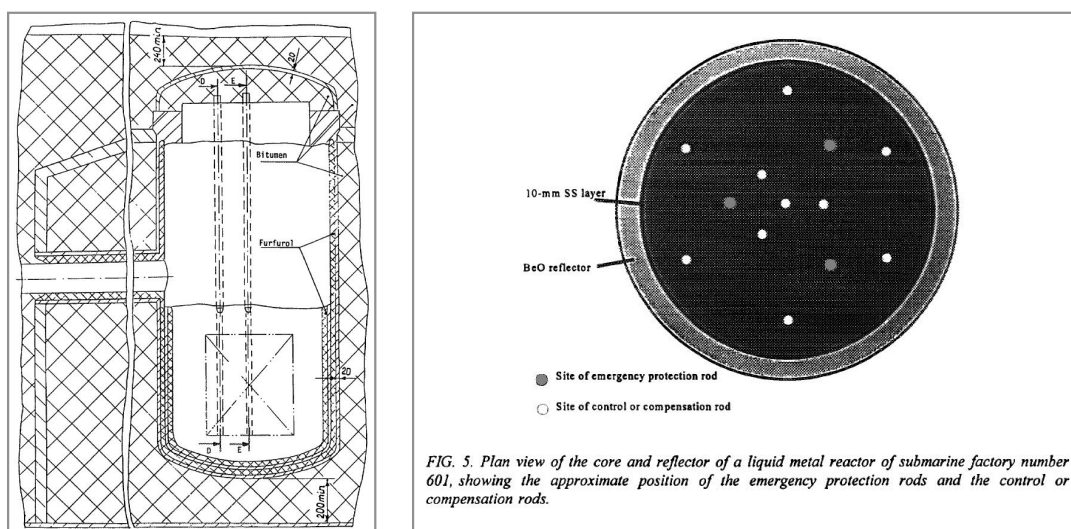 240min
20
D
E
Bitumen
Furfurol
20
D
E
200min
10-mm SS layer
BeO reflector
Site of emergency protection rod
Site of control or compensation rod
FIG. 5. Plan view of the core and reflector of a liquid metal reactor of submarine factory number
601, showing the approximate position of the emergency protection rods and the control or
compensation rods.